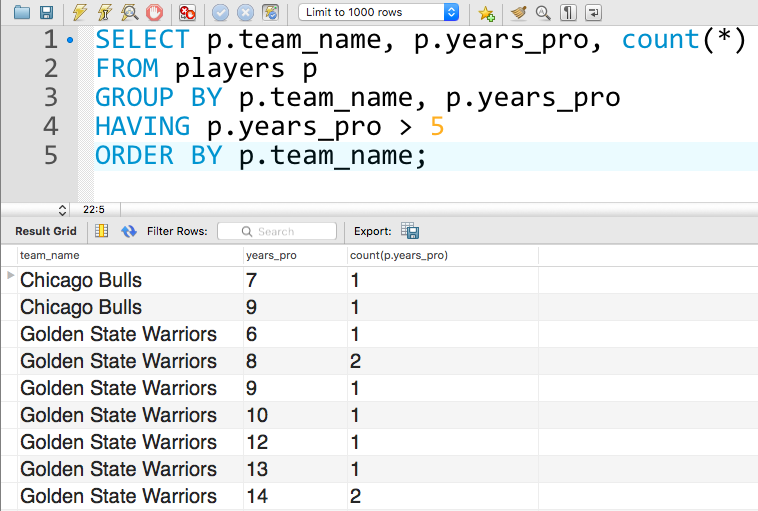 Limit to 1000 rows
1 SELECT p.team_name, p.years_pro, count(*)
2 FROM players p
3 GROUP BY p.team_name, p.years_pro
4 HAVING p.years_pro > 5
5 ORDER BY p.team_name;
22:5
Result Grid Filter Rows: Search Export:
team_name years_pro count(p.years_pro)
Chicago Bulls 7 1
Chicago Bulls 9 1
Golden State Warriors 6 1
Golden State Warriors 8 2
Golden State Warriors 9 1
Golden State Warriors 10 1
Golden State Warriors 12 1
Golden State Warriors 13 1
Golden State Warriors 14 2